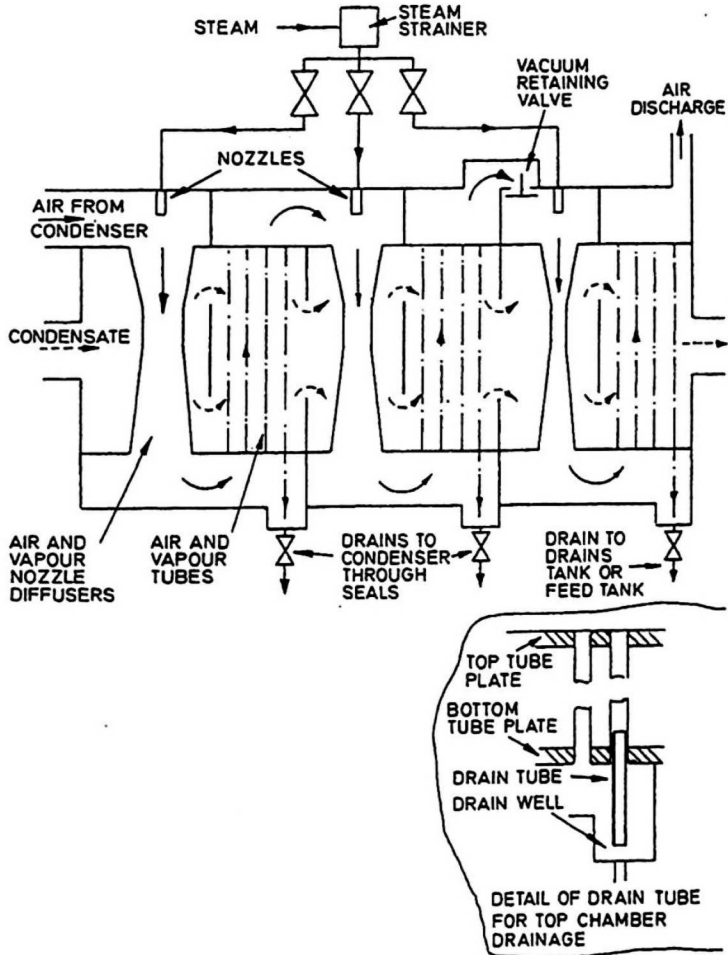 STEAM
STEAM
STRAINER
VACUUM
RETAINING
VALVE
AIR
DISCHARGE
NOZZLES
AIR FROM
CONDENSER
CONDENSATE
AIR AND
VAPOUR
NOZZLE
DIFFUSERS
AIR AND
VAPOUR
TUBES
DRAINS TO
CONDENSER
THROUGH
SEALS
DRAIN TO
DRAINS
TANK OR
FEED TANK
TOP TUBE
PLATE
BOTTOM
TUBE PLATE
DRAIN TUBE
DRAIN WELL
DETAIL OF DRAIN TUBE
FOR TOP CHAMBER
DRAINAGE